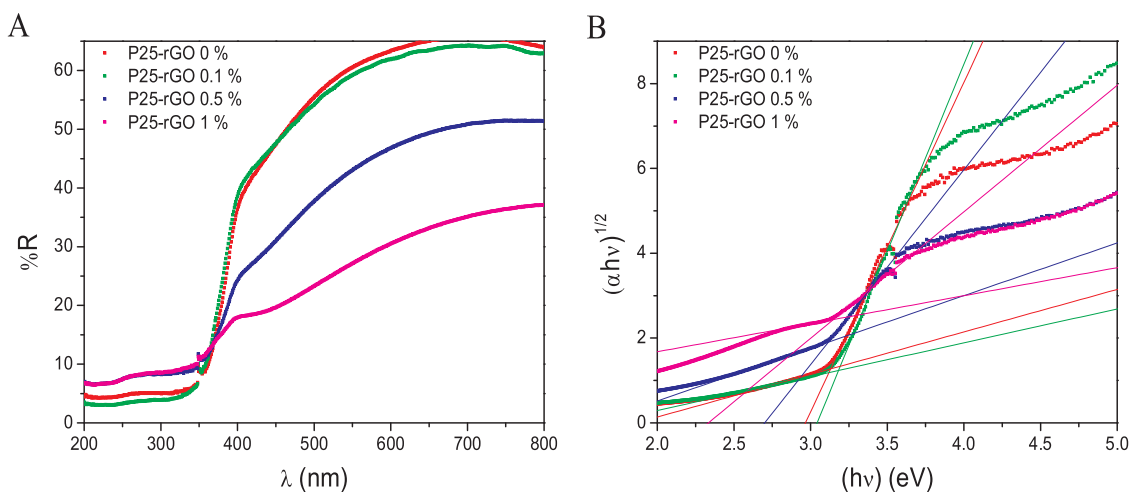 A
P25-rGO 0 %
P25-rGO 0.1 %
P25-rGO 0.5 %
P25-rGO 1 %
%R
60
50
40
30
20
10
0
200 300 400 500 600 700 800
λ (nm)
B
P25-rGO 0 %
P25-rGO 0.1 %
P25-rGO 0.5 %
P25-rGO 1 %
(αhν)1/2
8
6
4
2
0
2.0 2.5 3.0 3.5 4.0 4.5 5.0
(hν) (eV)